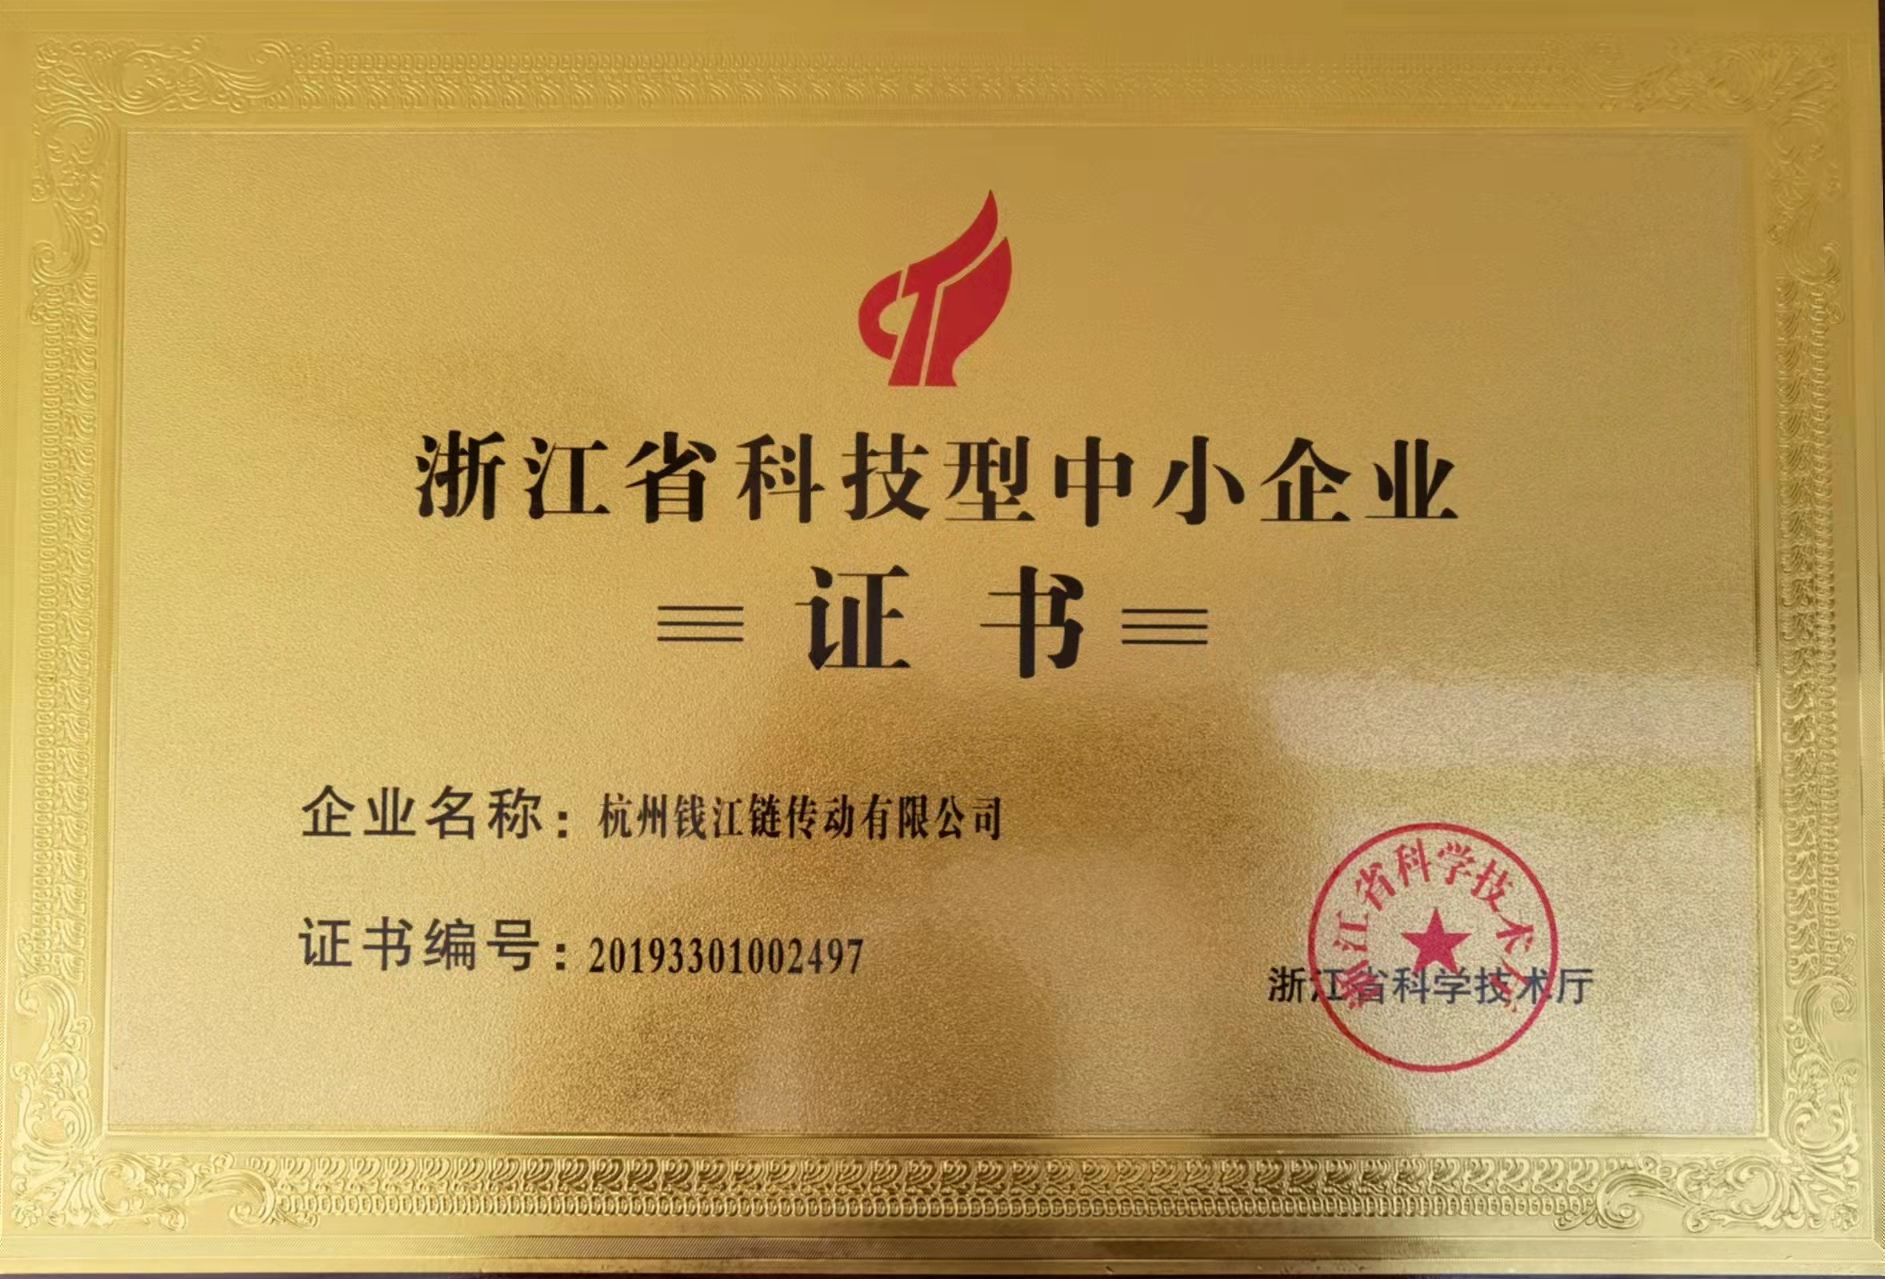 浙江省科技型中小企业
证书
企业名称：杭州钱江链传动有限公司
证书编号：20193301002497
浙江省科学技术厅
浙江省科学技术厅